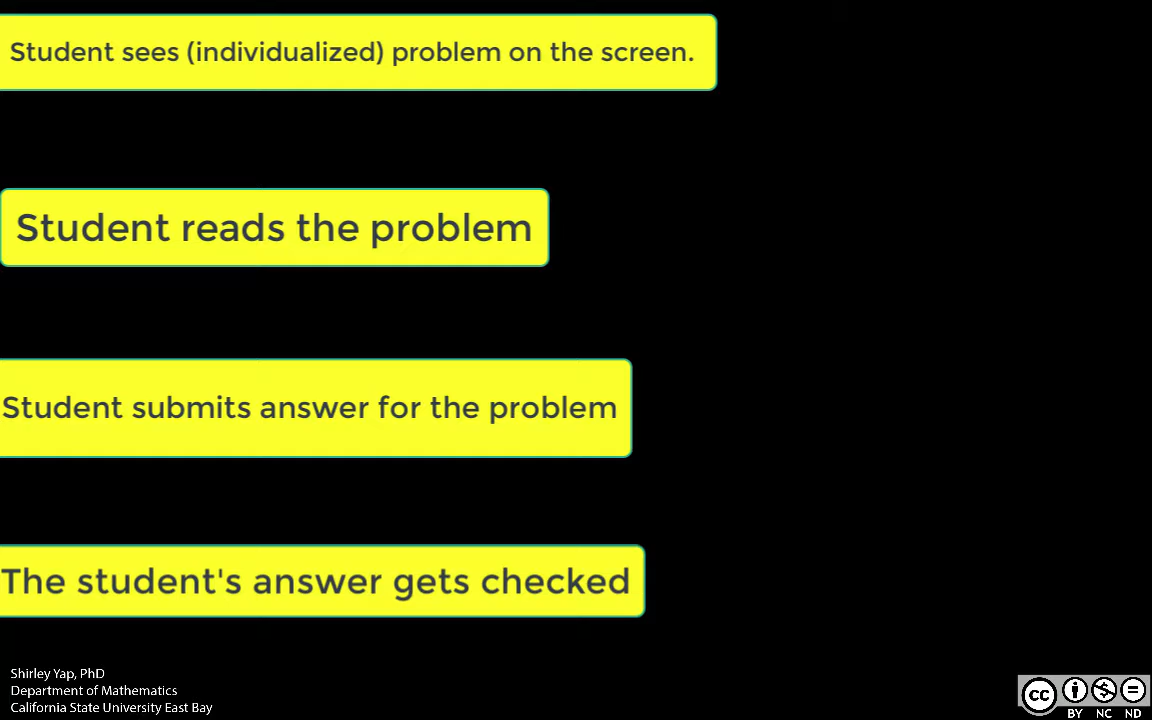 Student sees (individualized) problem on the screen.
Student reads the problem
Student submits answer for the problem
The student's answer gets checked
Shirley Yap, PhD
Department of Mathematics
California State University East Bay
cc
BY NC ND